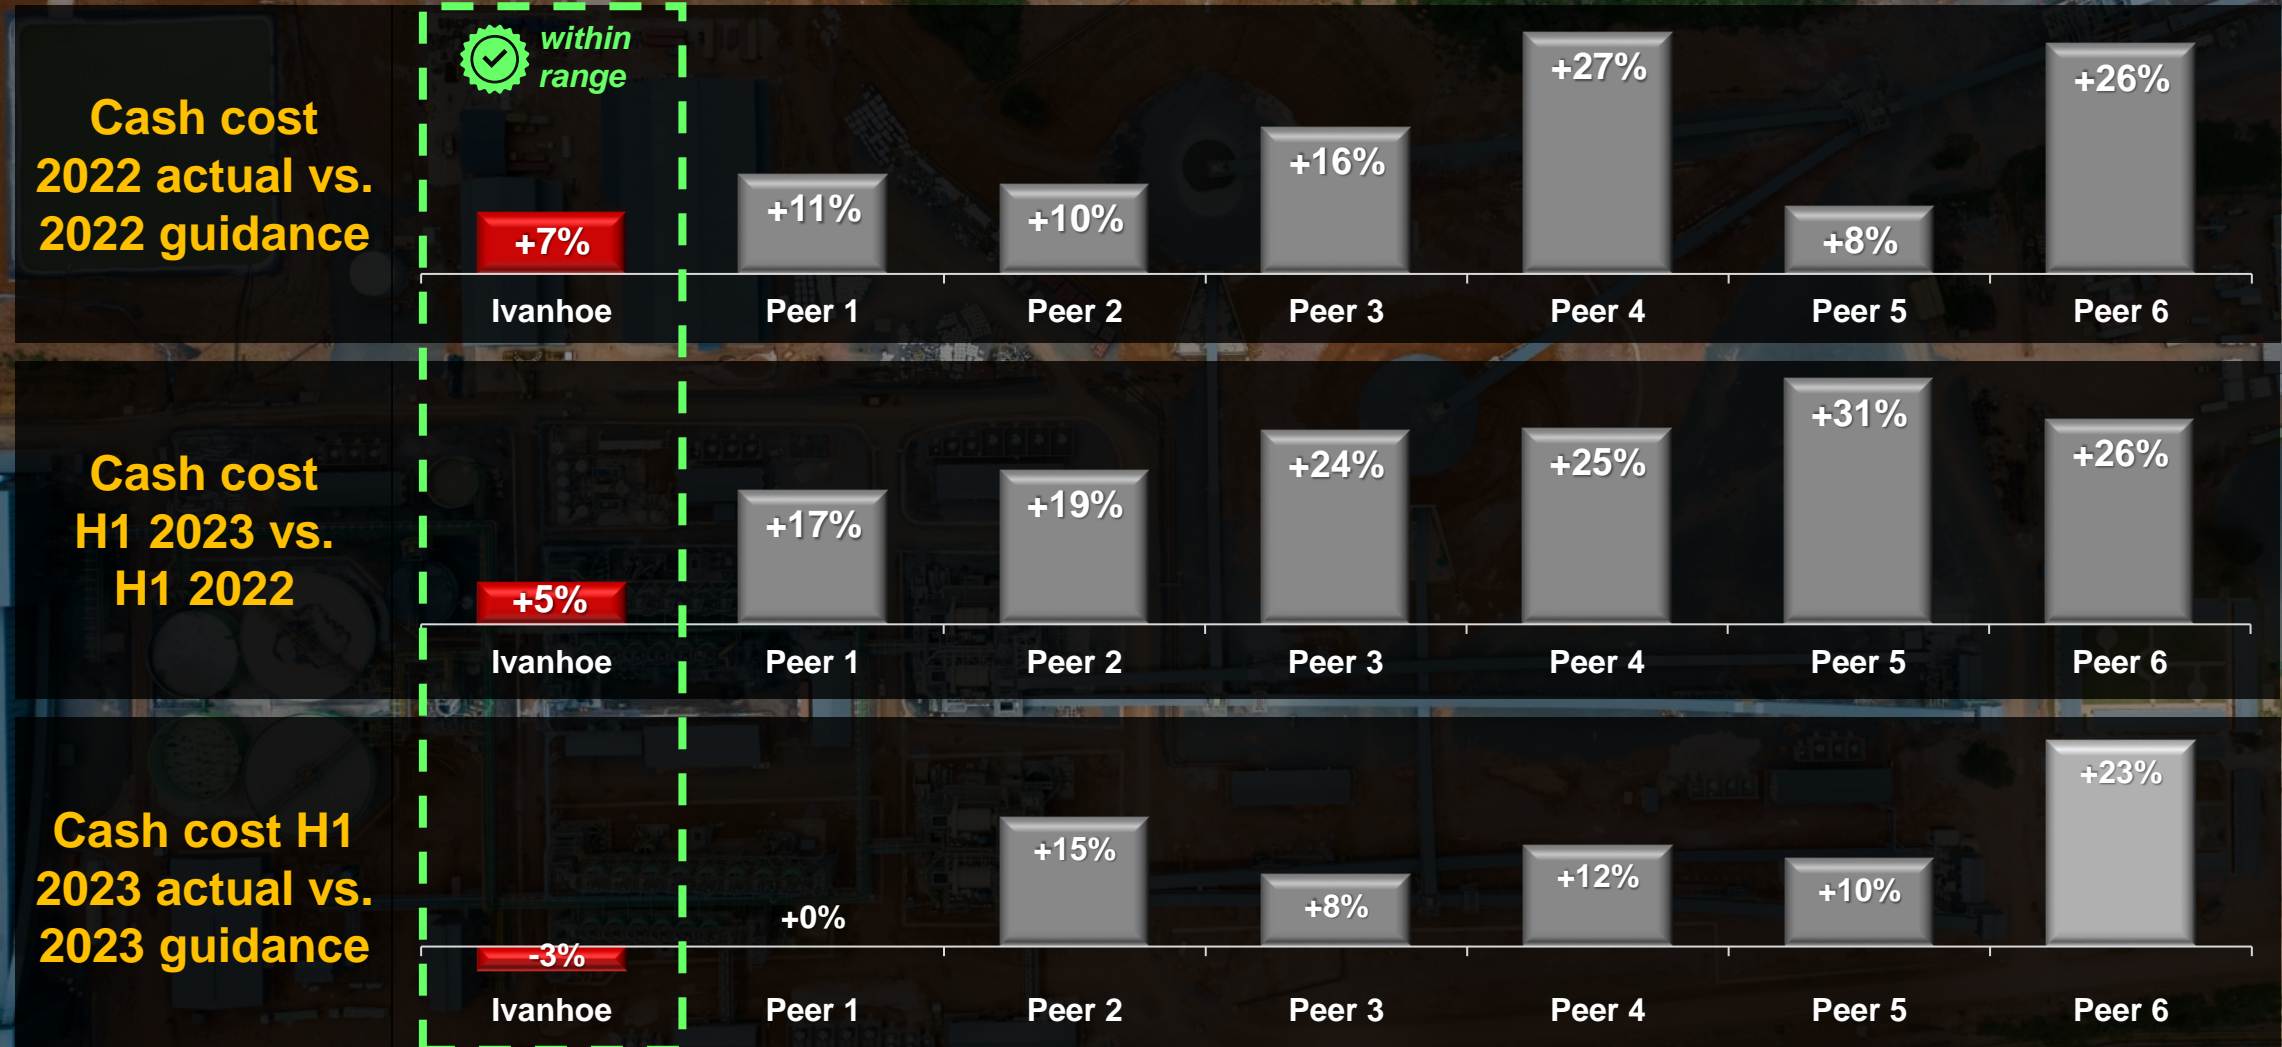 within
range
Cash cost
2022 actual vs.
2022 guidance
+7%
+11%
+10%
+16%
+27%
+8%
+26%
Ivanhoe
Peer 1
Peer 2
Peer 3
Peer 4
Peer 5
Peer 6
Cash cost
H1 2023 vs.
H1 2022
+5%
+17%
+19%
+24%
+25%
+31%
+26%
Ivanhoe
Peer 1
Peer 2
Peer 3
Peer 4
Peer 5
Peer 6
Cash cost H1
2023 actual vs.
2023 guidance
-3%
+0%
+15%
+8%
+12%
+10%
+23%
Ivanhoe
Peer 1
Peer 2
Peer 3
Peer 4
Peer 5
Peer 6